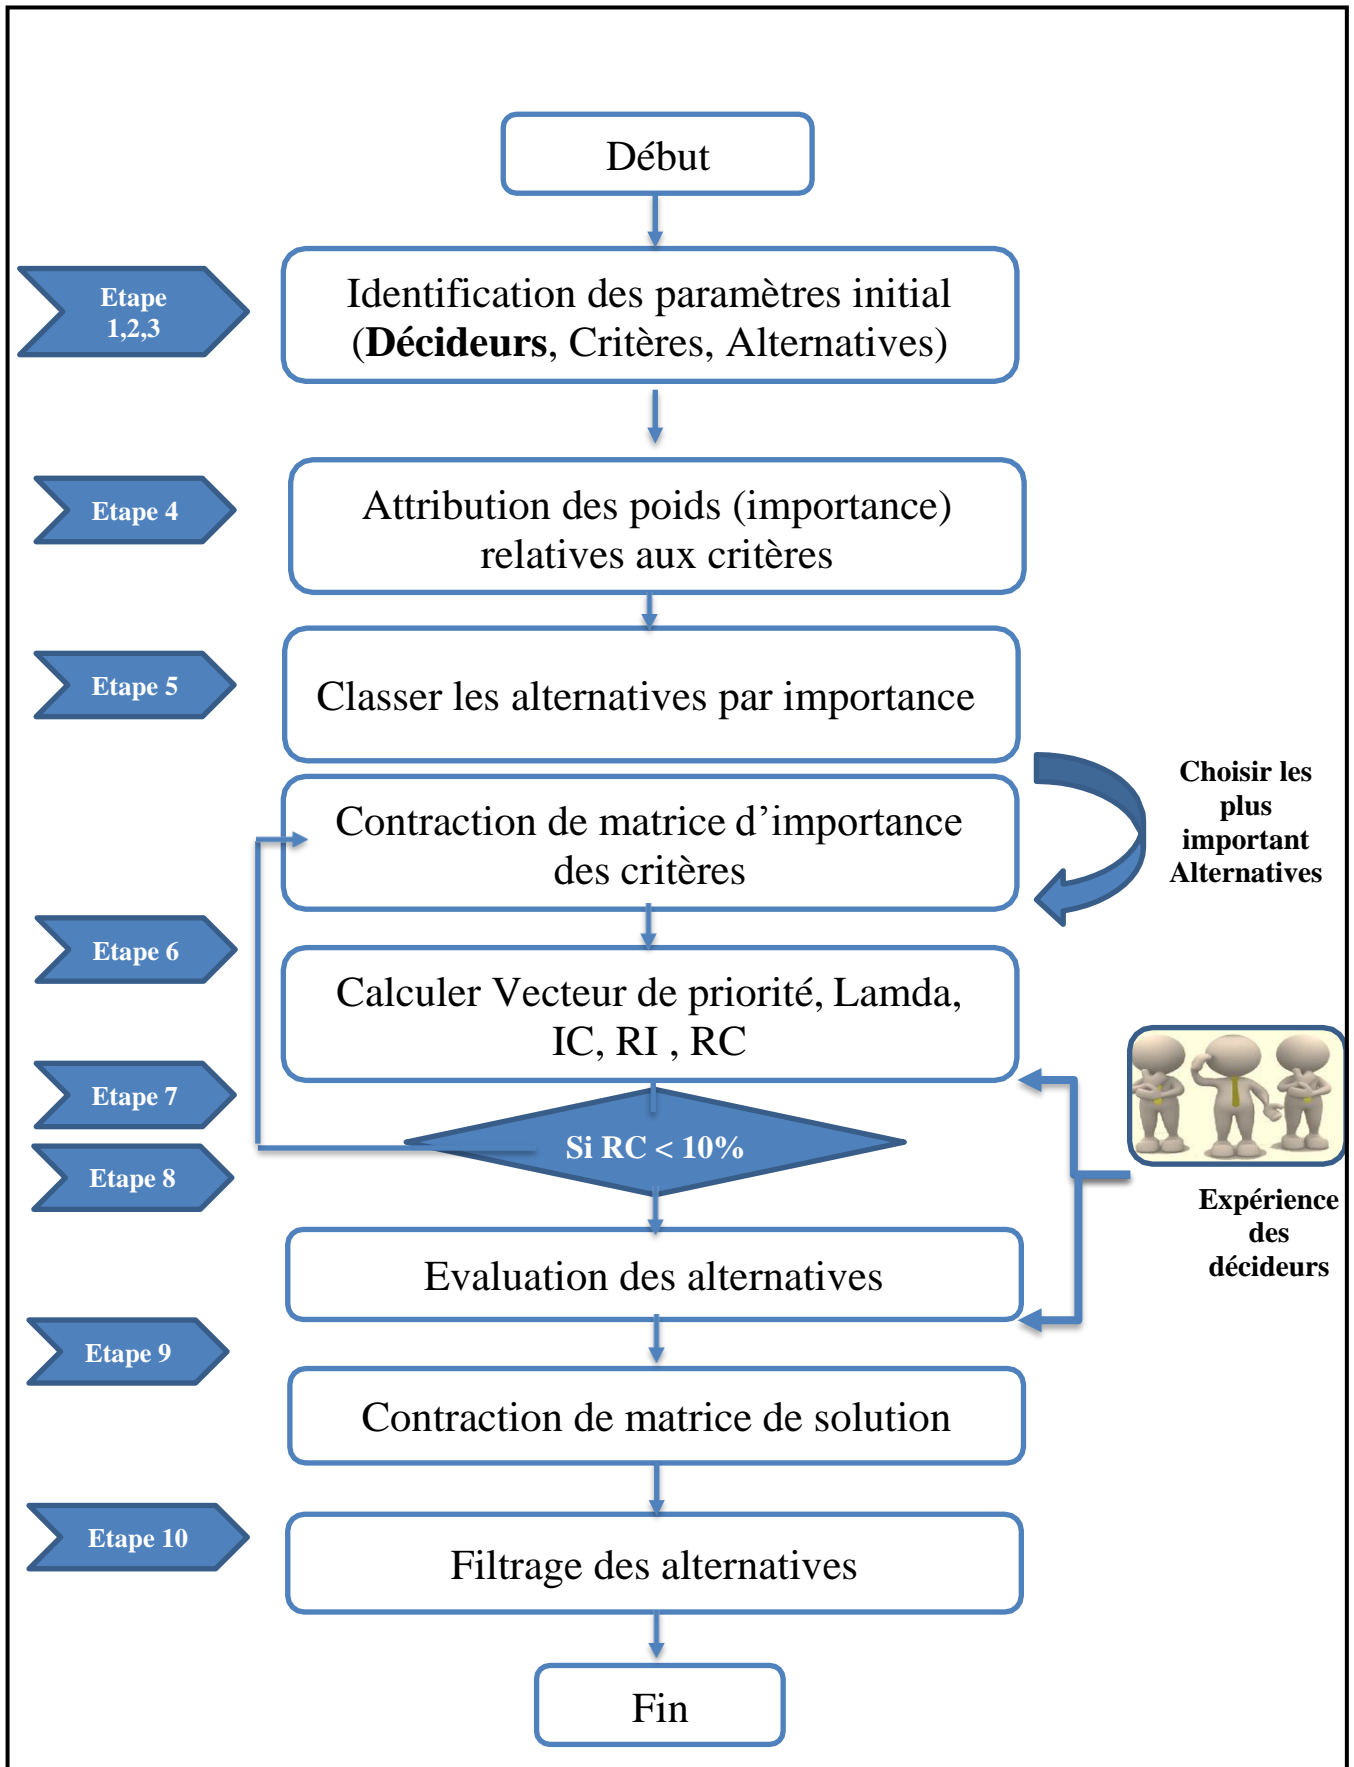 Début
Etape
1,2,3
Identification des paramètres initial
(Décideurs, Critères, Alternatives)
Etape 4
Attribution des poids (importance)
relatives aux critères
Etape 5
Classer les alternatives par importance
Choisir les
plus
important
Alternatives
Contraction de matrice d’importance
des critères
Etape 6
Calculer Vecteur de priorité, Lamda,
IC, RI , RC
Etape 7
Si RC < 10%
Etape 8
Expérience
des
décideurs
Evaluation des alternatives
Etape 9
Contraction de matrice de solution
Etape 10
Filtrage des alternatives
Fin